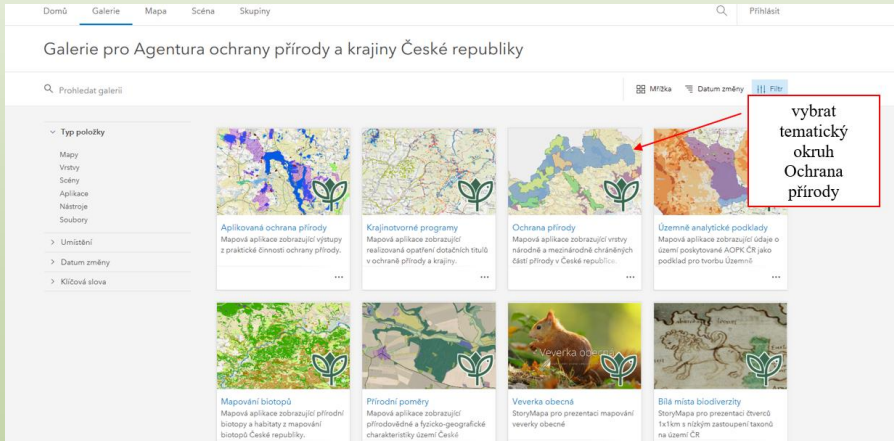 Domů Galerie Mapa Scéna Skupiny Přihlásit
Galerie pro Agentura ochrany přírody a krajiny České republiky
Prohledat galerii Mřížka Datum změny Filtr
vybrat
tematický
okruh
Ochrana
přírody
Typ položky
Mapy
Vrstvy
Scény
Aplikace
Nástroje
Soubory
Umístění
Datum změny
Klíčová slova
Aplikovaná ochrana přírody
Mapová aplikace zobrazující výstupy
z praktické činnosti ochrany přírody.
Krajinotvorné programy
Mapová aplikace zobrazující
realizovaná opatření dotačních titulů
v ochraně přírody a krajiny.
Ochrana přírody
Mapová aplikace zobrazující vrstvy
národně a mezinárodně chráněných
částí přírody v České republice.
Územně analytické podklady
Mapová aplikace zobrazující údaje o
území poskytované AOPK ČR jako
podklad pro tvorbu Územně
Veverka obecná
Mapování biotopů
Mapová aplikace zobrazující přírodní
biotopy a habitaty z mapování
biotopů České republiky.
Přírodní poměry
Mapová aplikace zobrazující
přírodovědné a fyzicko-geografické
charakteristiky území České
Veverka obecná
StoryMapa pro prezentaci mapování
veverky obecné
Bílá místa biodiverzity
StoryMapa pro prezentaci čtverců
1x1km s nízkým zastoupení taxonů
na území ČR